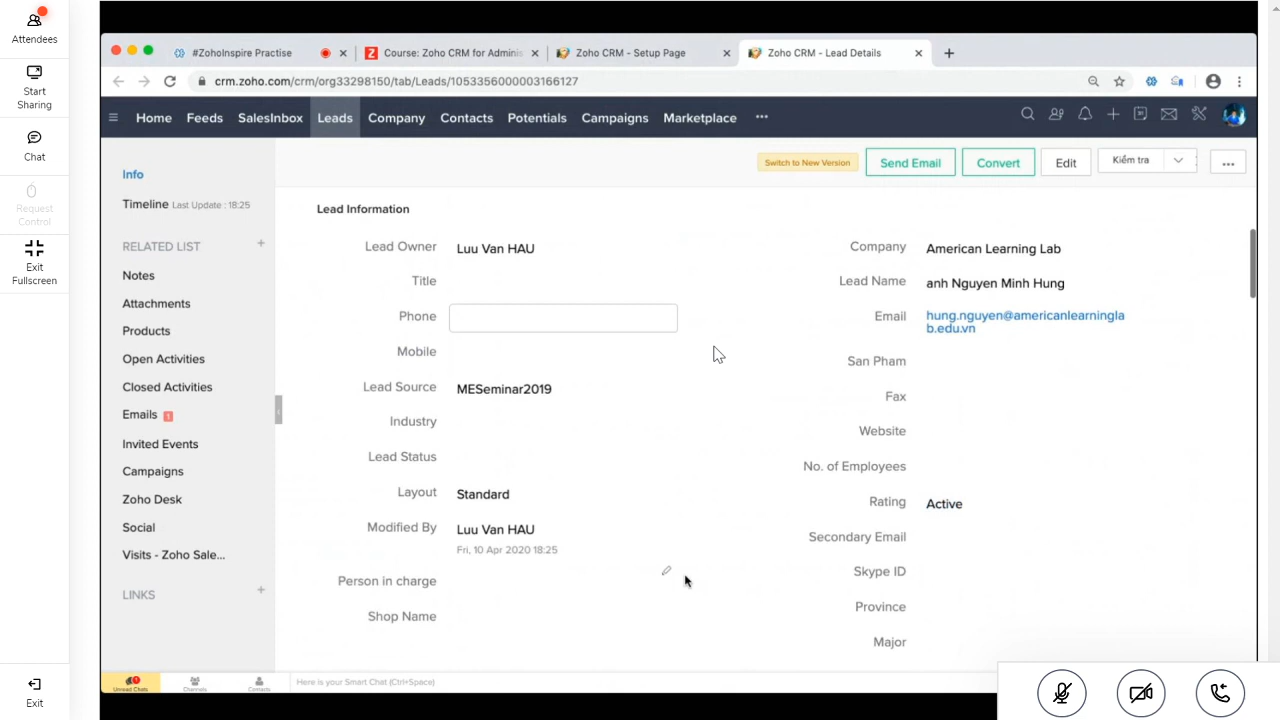 Attendees
Start
Sharing
Chat
Request
Control
Exit
Fullscreen
Exit
#ZohoInspire Practise
Course: Zoho CRM for Adminis
Zoho CRM - Setup Page
Zoho CRM - Lead Details
crm.zoho.com/crm/org33298150/tab/Leads/1053356000003166127
Home Feeds SalesInbox Leads Company Contacts Potentials Campaigns Marketplace ...
Switch to New Version
Send Email
Convert
Edit
Kiểm tra
...
Info
Timeline Last Update : 18:25
RELATED LIST +
Notes
Attachments
Products
Open Activities
Closed Activities
Emails 1
Invited Events
Campaigns
Zoho Desk
Social
Visits - Zoho Sale...
LINKS +
Lead Information
Lead Owner Luu Van HAU
Title
Phone
Mobile
Lead Source MESeminar2019
Industry
Lead Status
Layout Standard
Modified By Luu Van HAU
Fri, 10 Apr 2020 18:25
Person in charge
Shop Name
Company American Learning Lab
Lead Name anh Nguyen Minh Hung
Email hung.nguyen@americanlearningla
b.edu.vn
San Pham
Fax
Website
No. of Employees
Rating Active
Secondary Email
Skype ID
Province
Major
Unread Chats
Channels
Contacts
Here is your Smart Chat (Ctrl+Space)